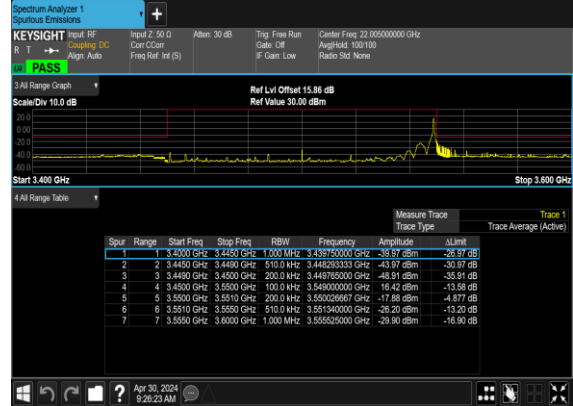 Spectrum Analyzer 1
Spurious Emissions
KEYSIGHT Input: RF Input Z: 50 Ω Atten: 30 dB Trig: Free Run Center Freq: 22.005000000 GHz
R T Coupling: DC Corr CCorr Gate: Off Avg|Hold: 100/100
Align: Auto Freq Ref: Int (S) IF Gain: Low Radio Std: None
LW PASS
3 All Range Graph
Ref Lvl Offset 15.86 dB
Scale/Div 10.0 dB Ref Value 30.00 dBm
20.0
0.00
-20.0
-40.0
-60.0
Start 3.400 GHz Stop 3.600 GHz
4 All Range Table
Measure Trace Trace 1
Trace Type Trace Average (Active)
Spur Range Start Freq Stop Freq RBW Frequency Amplitude ΔLimit
1 1 3.4000 GHz 3.4450 GHz 1.000 MHz 3.439750000 GHz -39.97 dBm -26.97 dB
2 2 3.4450 GHz 3.4490 GHz 510.0 kHz 3.448293333 GHz -43.97 dBm -30.97 dB
3 3 3.4490 GHz 3.4500 GHz 200.0 kHz 3.449765000 GHz -48.91 dBm -35.91 dB
4 4 3.4500 GHz 3.5500 GHz 100.0 kHz 3.549000000 GHz 16.42 dBm -13.58 dB
5 5 3.5500 GHz 3.5510 GHz 200.0 kHz 3.550026667 GHz -17.88 dBm -4.877 dB
6 6 3.5510 GHz 3.5550 GHz 510.0 kHz 3.551340000 GHz -26.20 dBm -13.20 dB
7 7 3.5550 GHz 3.6000 GHz 1.000 MHz 3.555525000 GHz -29.90 dBm -16.90 dB
Apr 30, 2024
9:26:23 AM